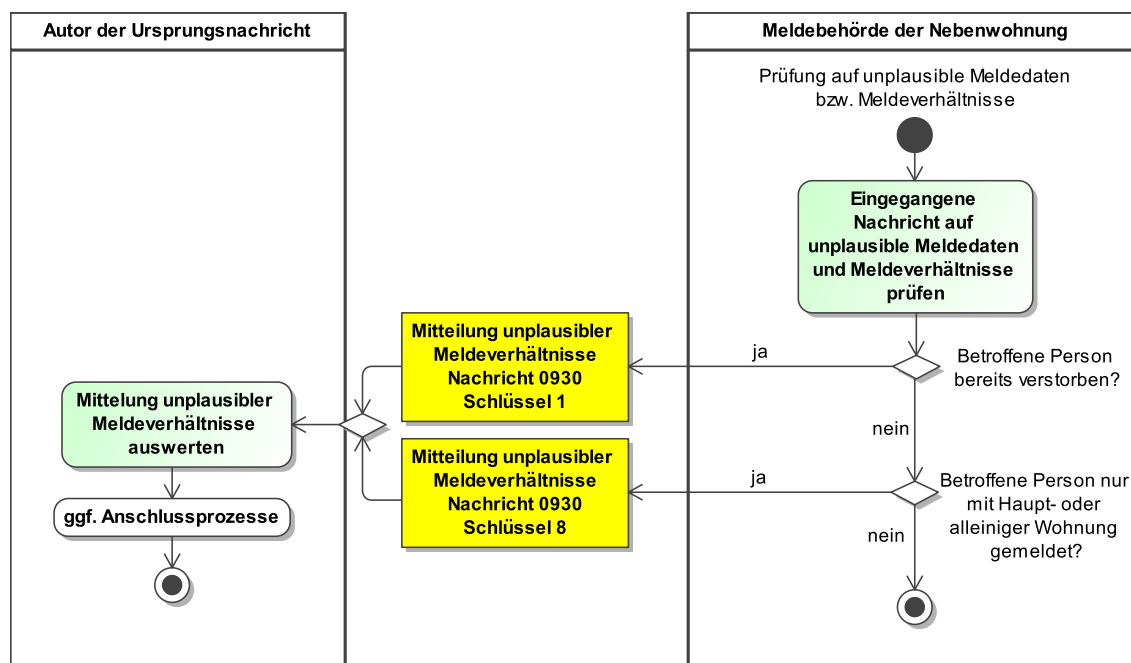 Autor der Ursprungsnachricht
Meldebehörde der Nebenwohnung
Prüfung auf unplausible Meldedaten
bzw. Meldeverhältnisse
Eingegangene
Nachricht auf
unplausible Meldedaten
und Meldeverhältnisse
prüfen
Betroffene Person
bereits verstorben?
ja
Mitteilung unplausibler
Meldeverhältnisse
Nachricht 0930
Schlüssel 1
nein
Betroffene Person nur
mit Haupt- oder
alleiniger Wohnung
gemeldet?
ja
Mitteilung unplausibler
Meldeverhältnisse
Nachricht 0930
Schlüssel 8
nein
Mittelung unplausibler
Meldeverhältnisse
auswerten
ggf. Anschlussprozesse